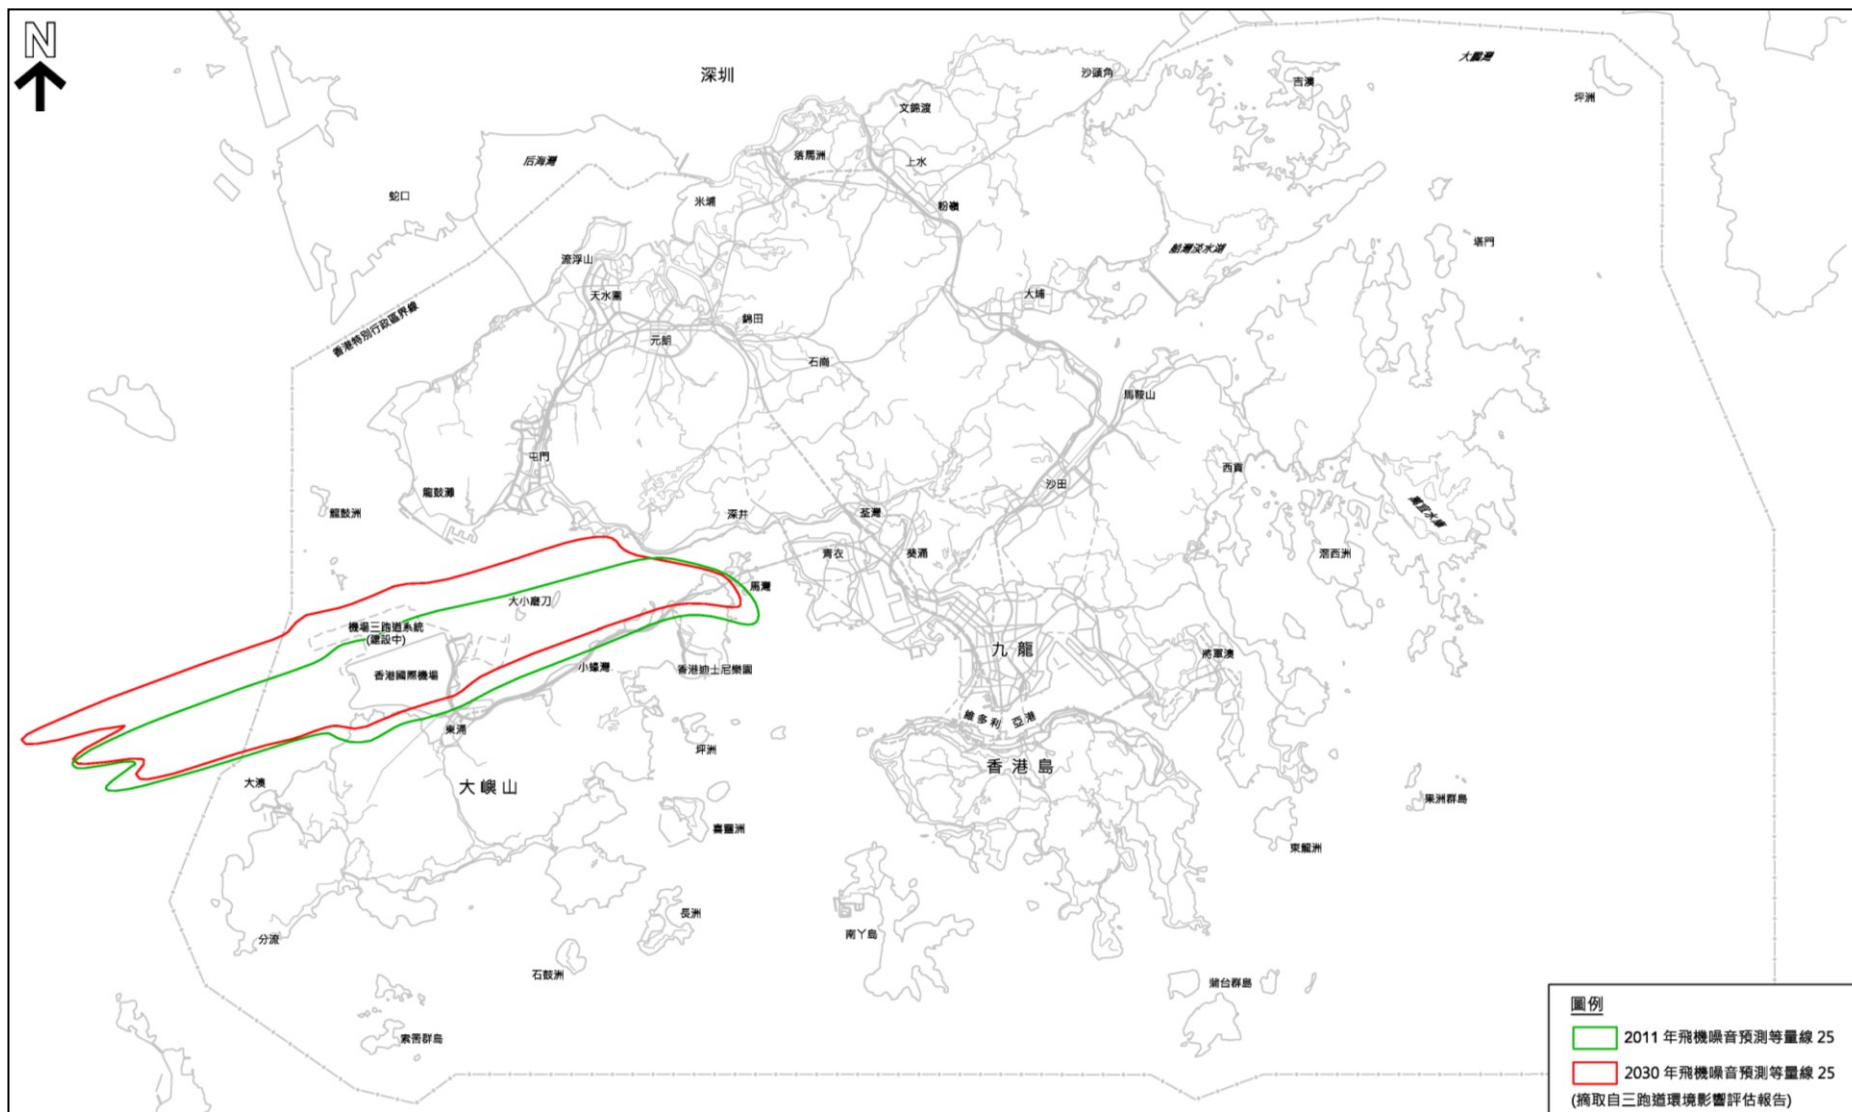 N
深圳
沙頭角
大鵬灣
吉澳
坪洲
文錦渡
落馬洲
上水
后海灣
蛇口
米埔
粉嶺
塔門
船灣淡水湖
流浮山
天水圍
大埔
香港特別行政區界線
錦田
元朗
石崗
馬鞍山
屯門
西貢
沙田
龍鼓灘
龍鼓洲
深井
荃灣
萬宜水庫
青衣
葵涌
滘西洲
馬灣
大小磨刀
機場三跑道系統
(建設中)
九龍
將軍澳
小蠔灣
香港迪士尼樂園
香港國際機場
維多利亞港
東涌
坪洲
香港島
大澳
大嶼山
果洲群島
喜靈洲
東龍洲
長洲
南丫島
分流
石鼓洲
蒲台群島
索罟群島
圖例
2011 年飛機噪音預測等量線 25
2030 年飛機噪音預測等量線 25
(摘取自三跑道環境影響評估報告)